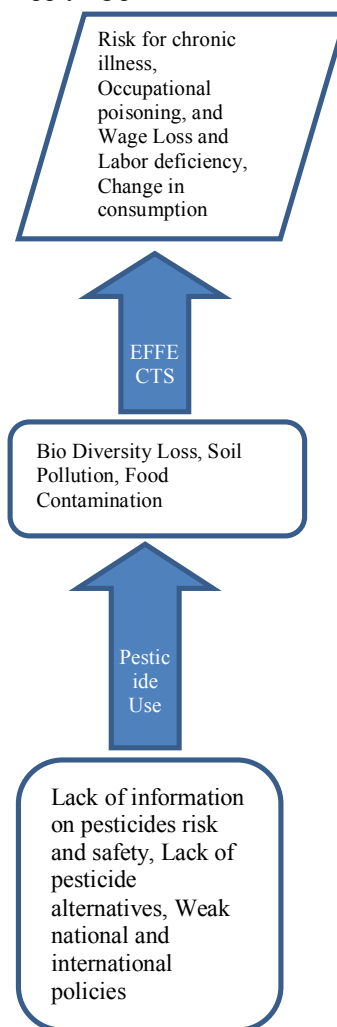 Risk for chronic
illness,
Occupational
poisoning, and
Wage Loss and
Labor deficiency,
Change in
consumption
EFFE
CTS
Bio Diversity Loss, Soil
Pollution, Food
Contamination
Pestic
ide
Use
Lack of information
on pesticides risk
and safety, Lack of
pesticide
alternatives, Weak
national and
international
policies